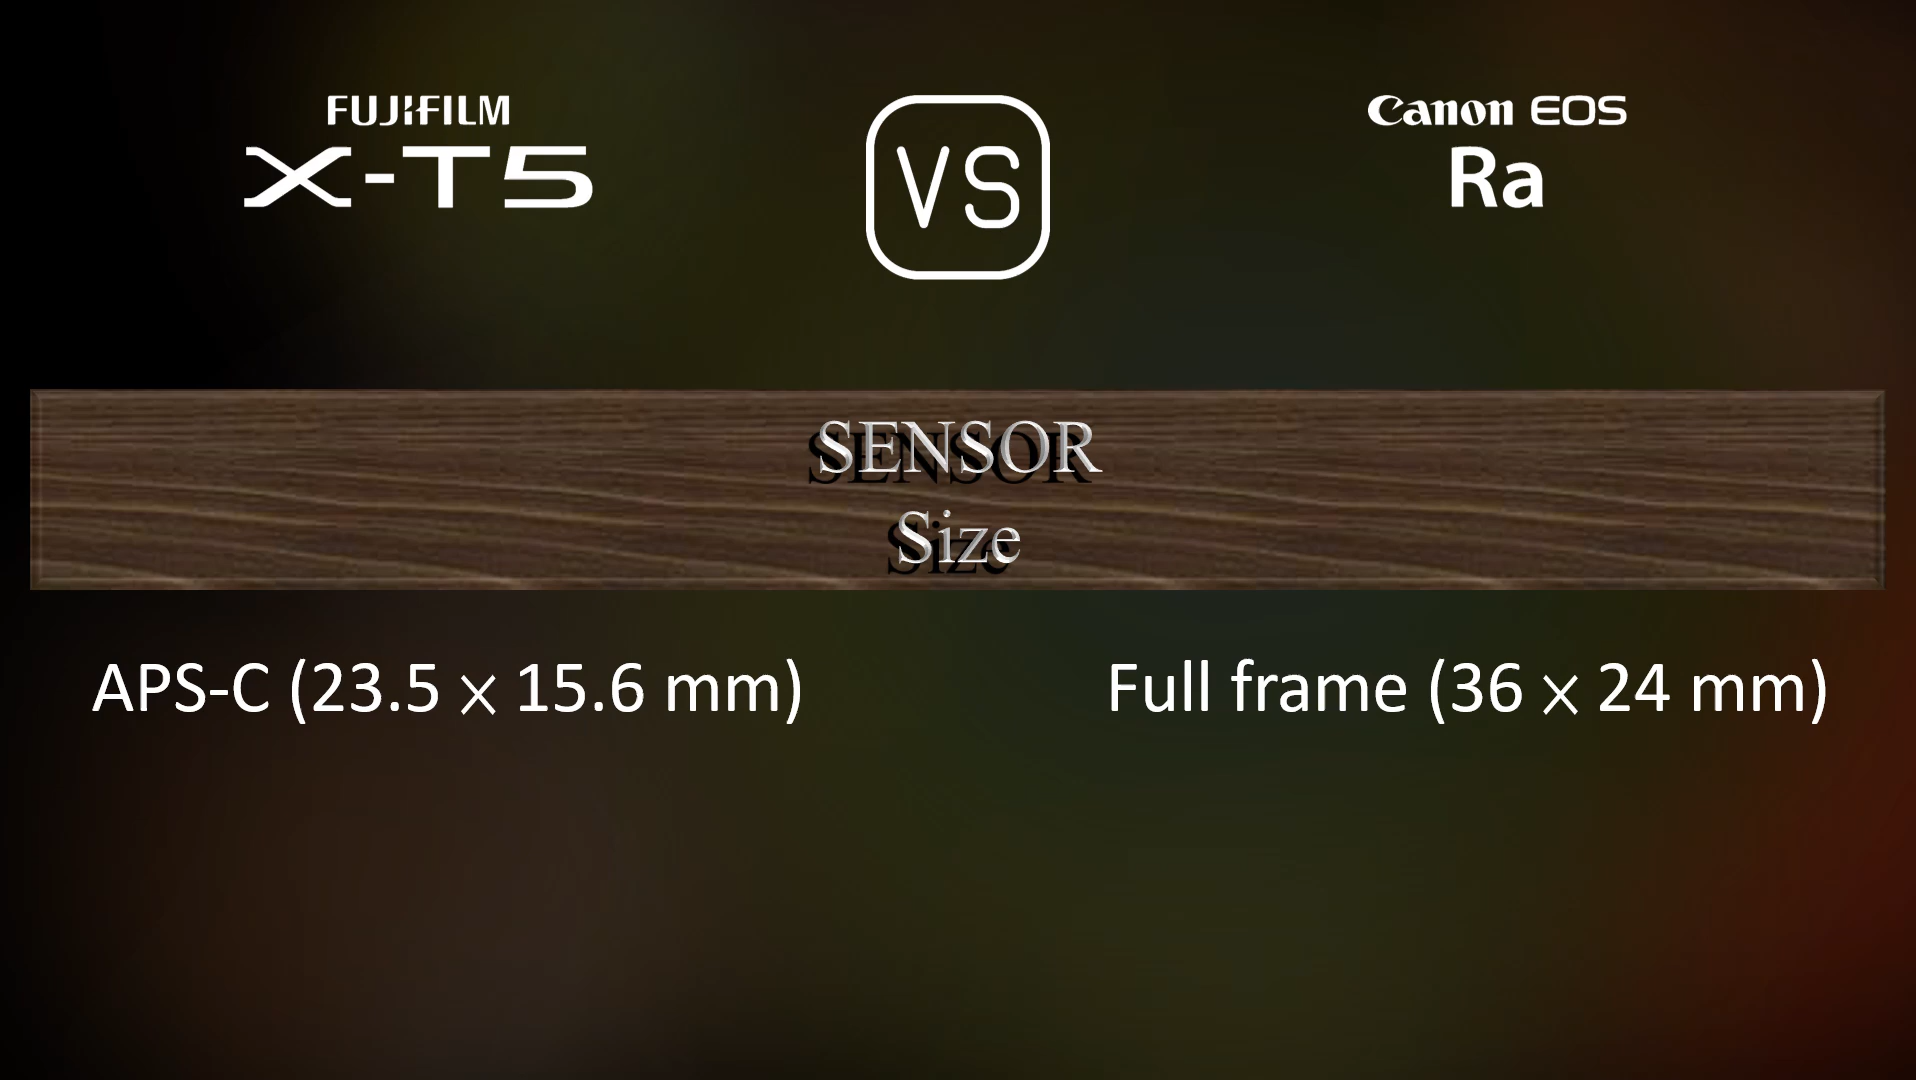 FUJIFILM
X-T5
VS
Canon EOS
Ra
SENSOR
Size
APS-C (23.5 x 15.6 mm)
Full frame (36 x 24 mm)